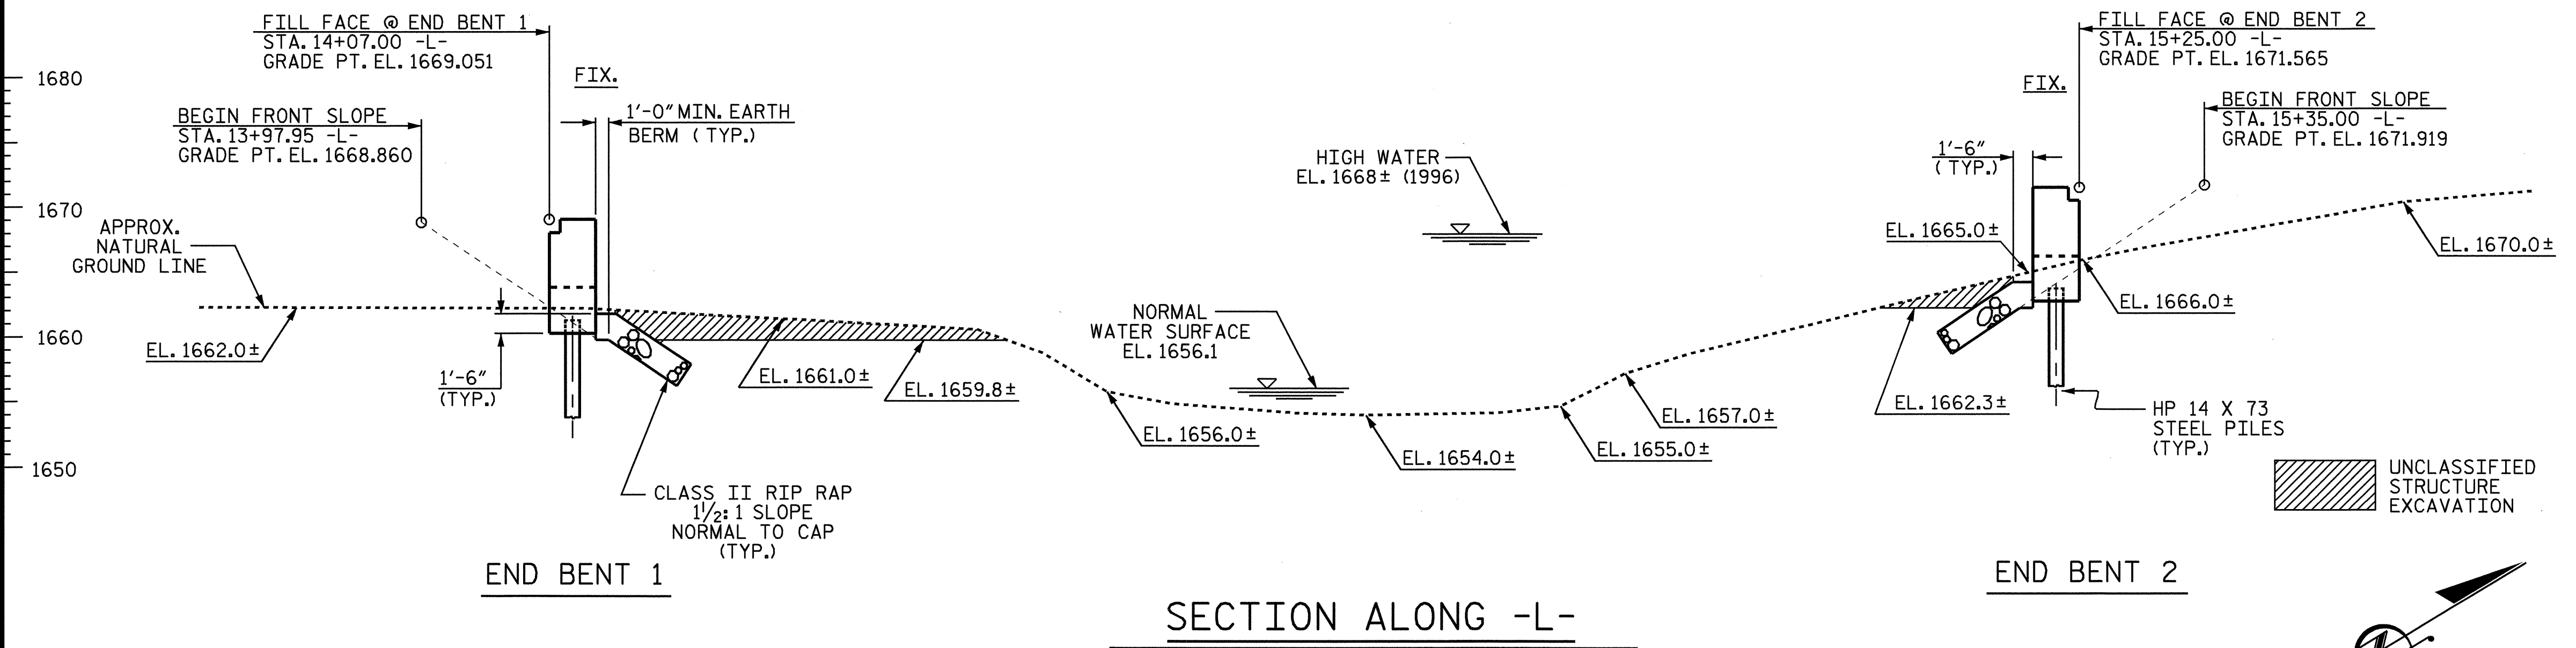 FILL FACE @ END BENT 1
STA. 14+07.00 -L-
GRADE PT. EL. 1669.051
FIX.
BEGIN FRONT SLOPE
STA. 13+97.95 -L-
GRADE PT. EL. 1668.860
1'-0" MIN. EARTH
BERM (TYP.)
1680
1670
1660
1650
APPROX.
NATURAL
GROUND LINE
EL. 1662.0±
1'-6"
(TYP.)
EL. 1661.0±
EL. 1659.8±
CLASS II RIP RAP
1 1/2:1 SLOPE
NORMAL TO CAP
(TYP.)
END BENT 1
HIGH WATER
EL. 1668± (1996)
NORMAL
WATER SURFACE
EL. 1656.1
EL. 1656.0±
EL. 1654.0±
EL. 1655.0±
EL. 1657.0±
FILL FACE @ END BENT 2
STA. 15+25.00 -L-
GRADE PT. EL. 1671.565
FIX.
BEGIN FRONT SLOPE
STA. 15+35.00 -L-
GRADE PT. EL. 1671.919
1'-6"
(TYP.)
EL. 1665.0±
EL. 1670.0±
EL. 1666.0±
EL. 1662.3±
HP 14 X 73
STEEL PILES
(TYP.)
UNCLASSIFIED
STRUCTURE
EXCAVATION
END BENT 2
SECTION ALONG -L-